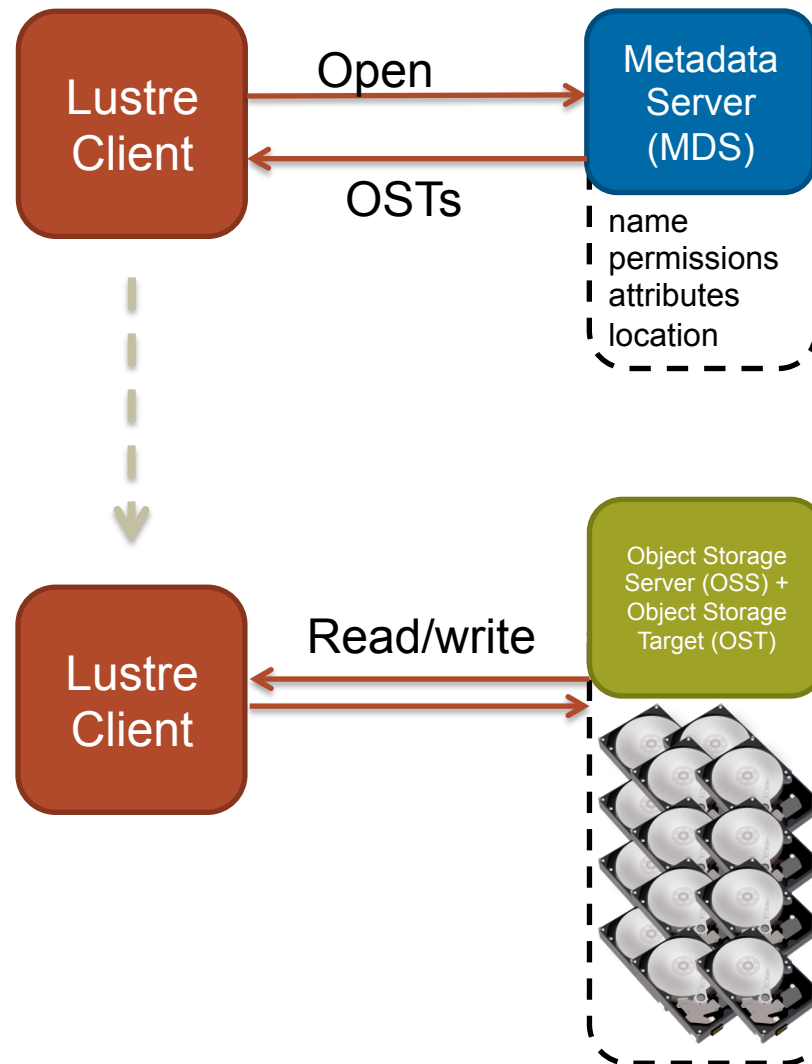 Lustre
Client
Open
OSTs
Metadata
Server
(MDS)
name
permissions
attributes
location
Lustre
Client
Read/write
Object Storage
Server (OSS) +
Object Storage
Target (OST)